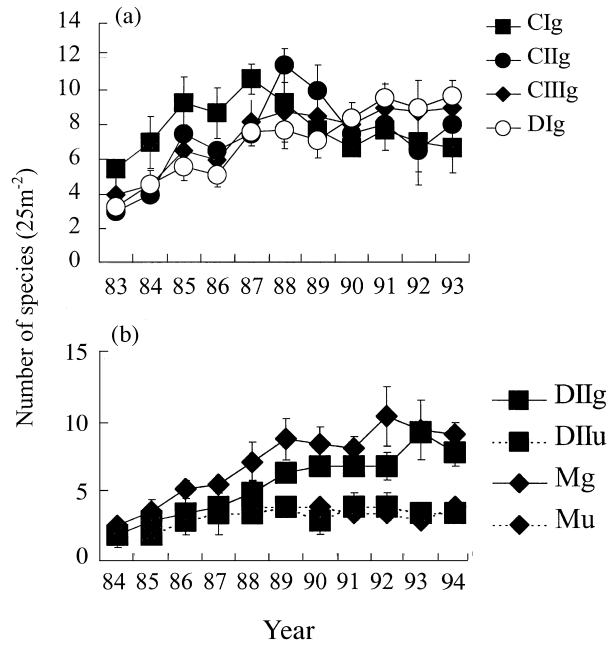 (a)
14
12
10
8
6
4
2
0
83 84 85 86 87 88 89 90 91 92 93
CIg
CIIg
CIIIg
DIg
Number of species (25m-2)
(b)
15
10
5
0
84 85 86 87 88 89 90 91 92 93 94
DIIg
DIIu
Mg
Mu
Year